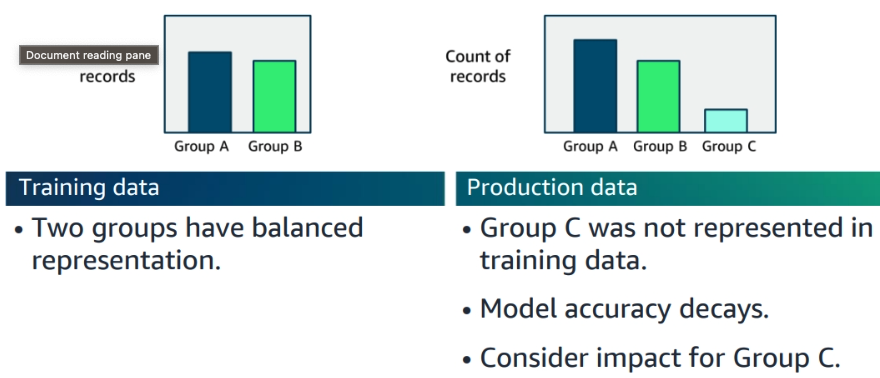 Document reading pane
records
Group A
Group B
Count of
records
Group A
Group B
Group C
Training data
• Two groups have balanced
representation.
Production data
• Group C was not represented in
training data.
• Model accuracy decays.
• Consider impact for Group C.